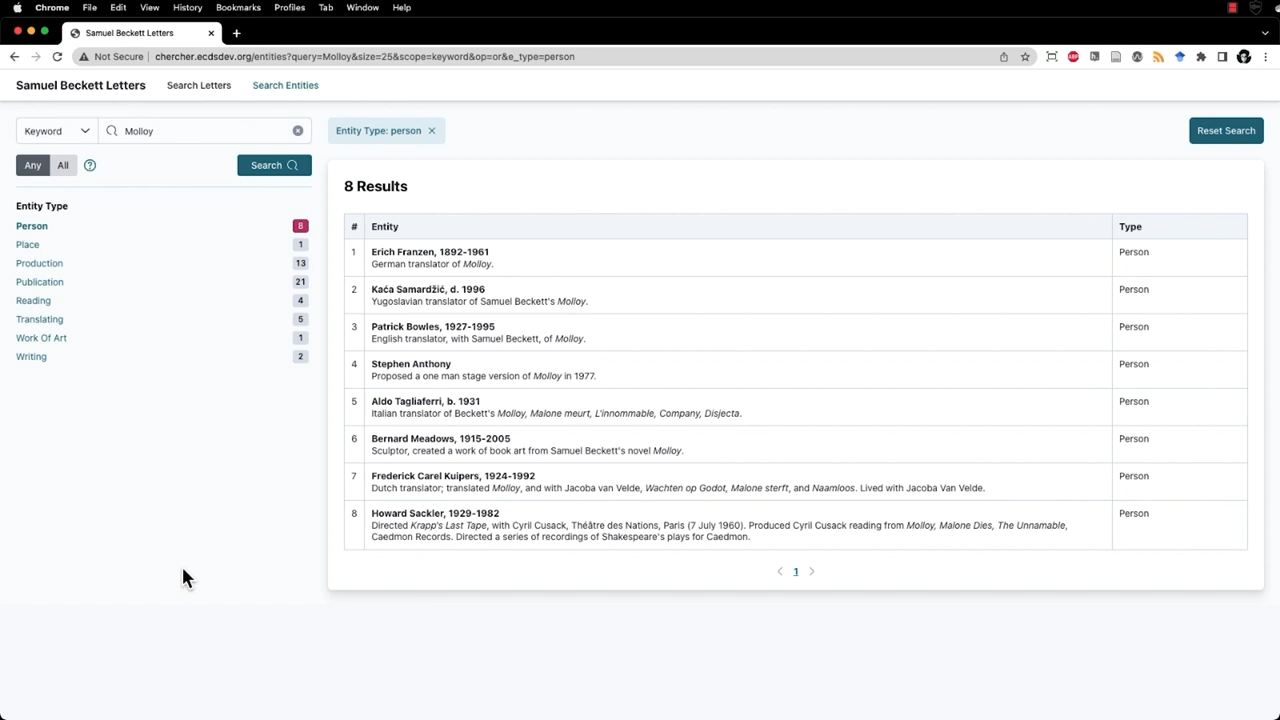 Chrome File Edit View History Bookmarks Profiles Tab Window Help
Samuel Beckett Letters
Not Secure chercher.ecdsdev.org/entities?query=Molloy&size=25&scope=keyword&op=or&e_type=person
Samuel Beckett Letters Search Letters Search Entities
Keyword Molloy
Any All Search
Entity Type
Person 8
Place 1
Production 13
Publication 21
Reading 4
Translating 5
Work Of Art 1
Writing 2
Entity Type: person Reset Search
8 Results
# Entity Type
1 Erich Franzen, 1892-1961 Person
German translator of Molloy.
2 Kaća Samardžić, d. 1996 Person
Yugoslavian translator of Samuel Beckett's Molloy.
3 Patrick Bowles, 1927-1995 Person
English translator, with Samuel Beckett, of Molloy.
4 Stephen Anthony Person
Proposed a one man stage version of Molloy in 1977.
5 Aldo Tagliaferri, b. 1931 Person
Italian translator of Beckett's Molloy, Malone meurt, L'innommable, Company, Disjecta.
6 Bernard Meadows, 1915-2005 Person
Sculptor, created a work of book art from Samuel Beckett's novel Molloy.
7 Frederick Carel Kuipers, 1924-1992 Person
Dutch translator; translated Molloy, and with Jacoba van Velde, Wachten op Godot, Malone sterft, and Naamloos. Lived with Jacoba Van Velde.
8 Howard Sackler, 1929-1982 Person
Directed Krapp's Last Tape, with Cyril Cusack, Théâtre des Nations, Paris (7 July 1960). Produced Cyril Cusack reading from Molloy, Malone Dies, The Unnamable,
Caedmon Records. Directed a series of recordings of Shakespeare's plays for Caedmon.
1